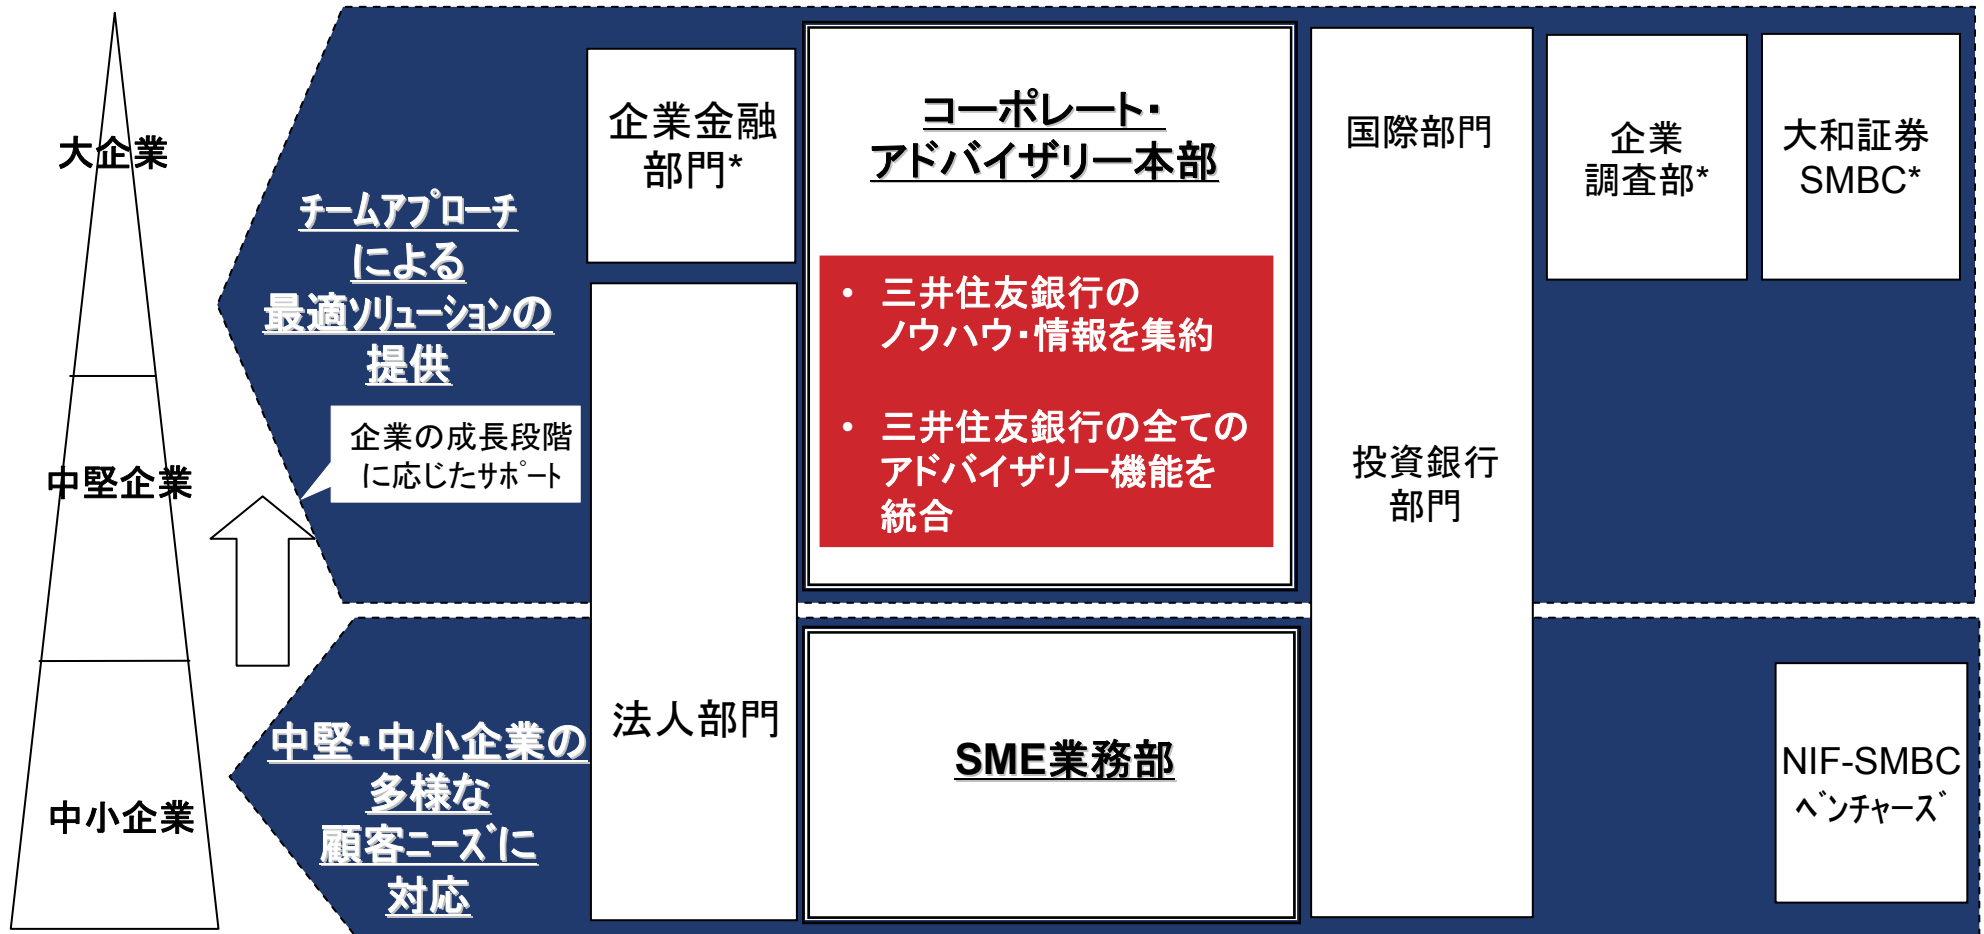 大企業
中堅企業
中小企業
チームアプローチ
による
最適ソリューションの
提供
企業の成長段階
に応じたサポート
企業金融
部門*
コーポレート・
アドバイザリー本部
・ 三井住友銀行の
ノウハウ・情報を集約
・ 三井住友銀行の全ての
アドバイザリー機能を
統合
国際部門
投資銀行
部門
企業
調査部*
大和証券
SMBC*
中堅・中小企業の
多様な
顧客ニーズに
対応
法人部門
SME業務部
NIF-SMBC
ベンチャーズ